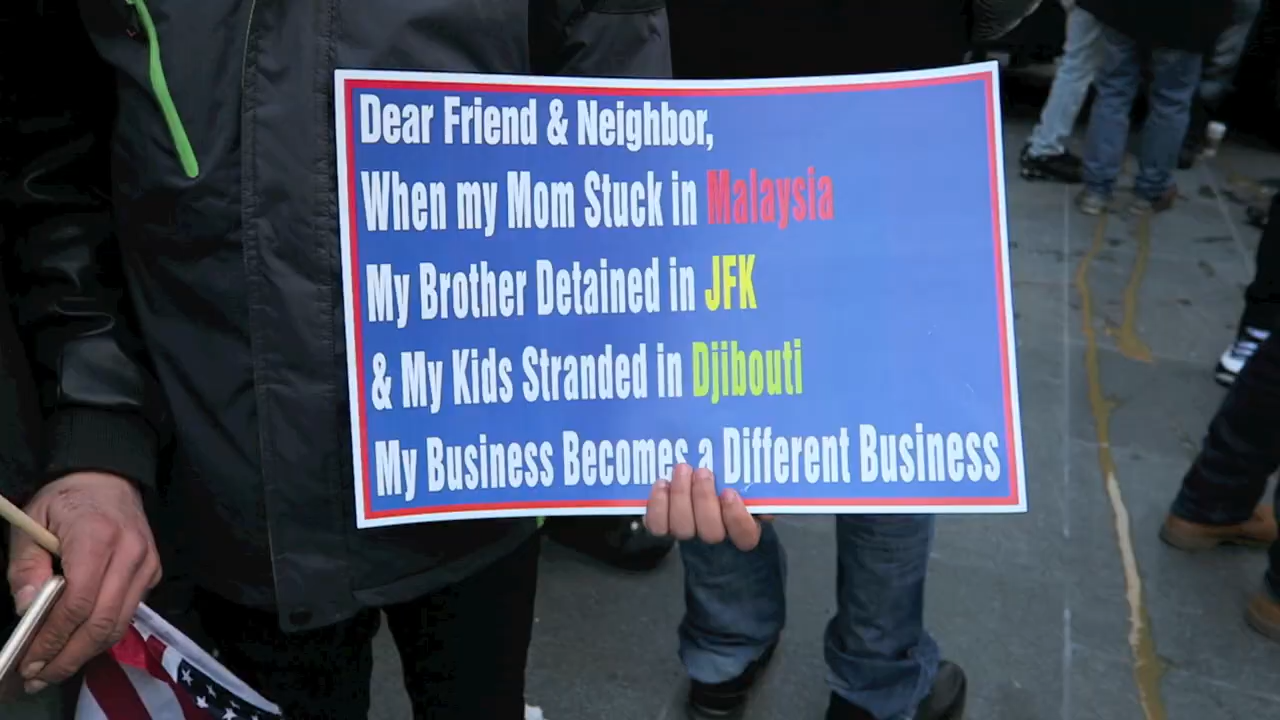 Dear Friend & Neighbor,
When my Mom Stuck in Malaysia
My Brother Detained in JFK
& My Kids Stranded in Djibouti
My Business Becomes a Different Business